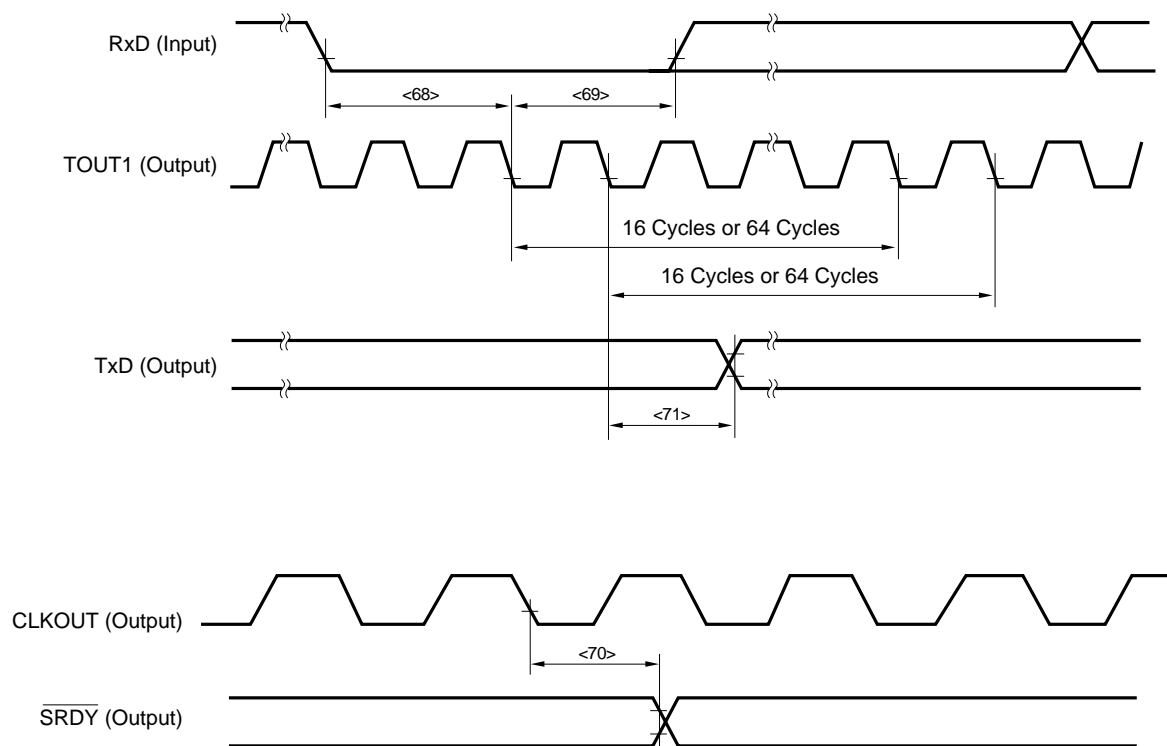 RxD (Input)
<68>
<69>
TOUT1 (Output)
16 Cycles or 64 Cycles
16 Cycles or 64 Cycles
TxD (Output)
<71>
CLKOUT (Output)
<70>
SRDY (Output)